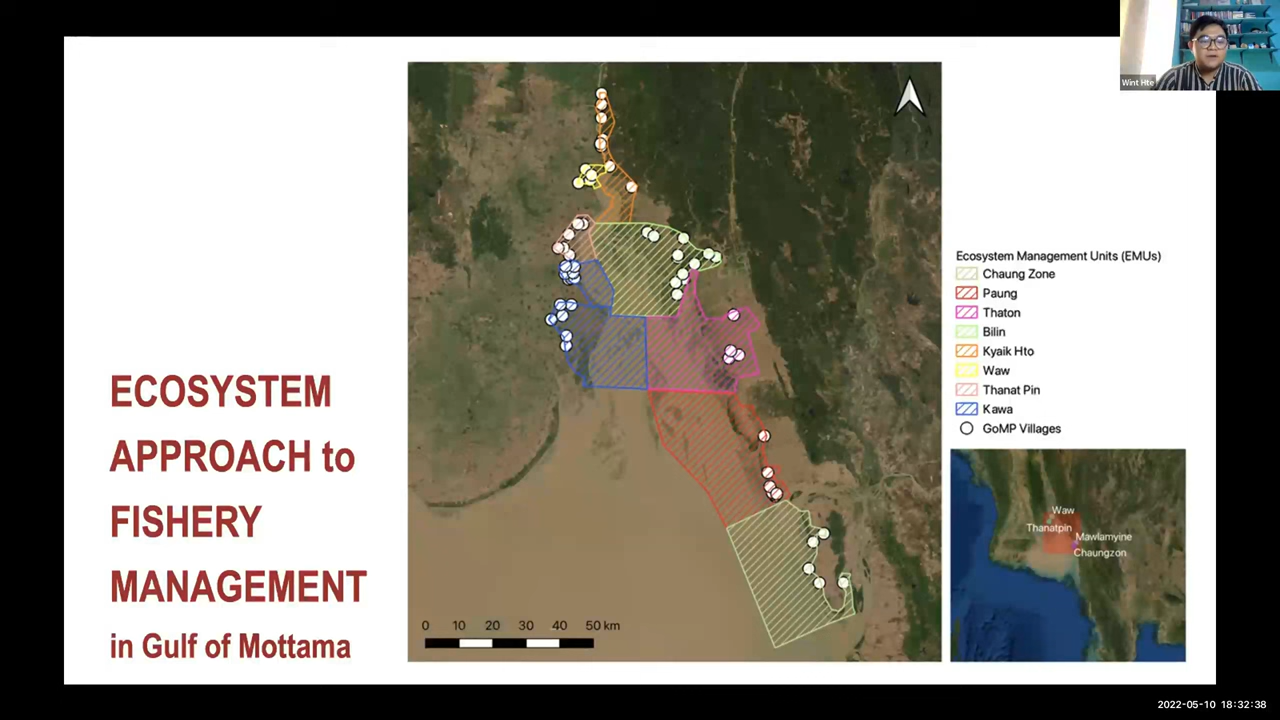 Wint Hte
ECOSYSTEM
APPROACH to
FISHERY
MANAGEMENT
in Gulf of Mottama
0 10 20 30 40 50 km
Ecosystem Management Units (EMUs)
Chaung Zone
Paung
Thaton
Bilin
Kyaik Hto
Waw
Thanat Pin
Kawa
GoMP Villages
Waw
Thanatpin
Mawlamyine
Chaungzon
2022-05-10 18:32:38